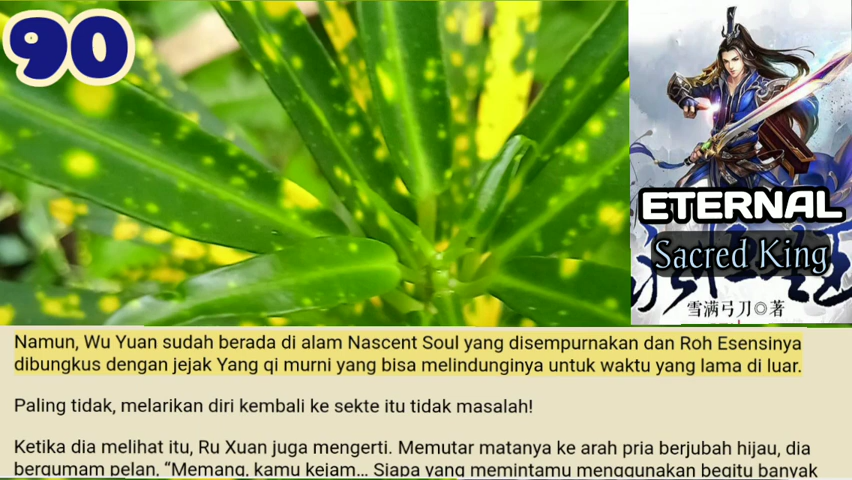 90
ETERNAL
Sacred King
雪满弓刀◎著
Namun, Wu Yuan sudah berada di alam Nascent Soul yang disempurnakan dan Roh Esensinya
dibungkus dengan jejak Yang qi murni yang bisa melindunginya untuk waktu yang lama di luar.
Paling tidak, melarikan diri kembali ke sekte itu tidak masalah!
Ketika dia melihat itu, Ru Xuan juga mengerti. Memutar matanya ke arah pria berjubah hijau, dia
bergumam pelan, “Memang, kamu kejam… Siapa yang memintamu menggunakan begitu banyak